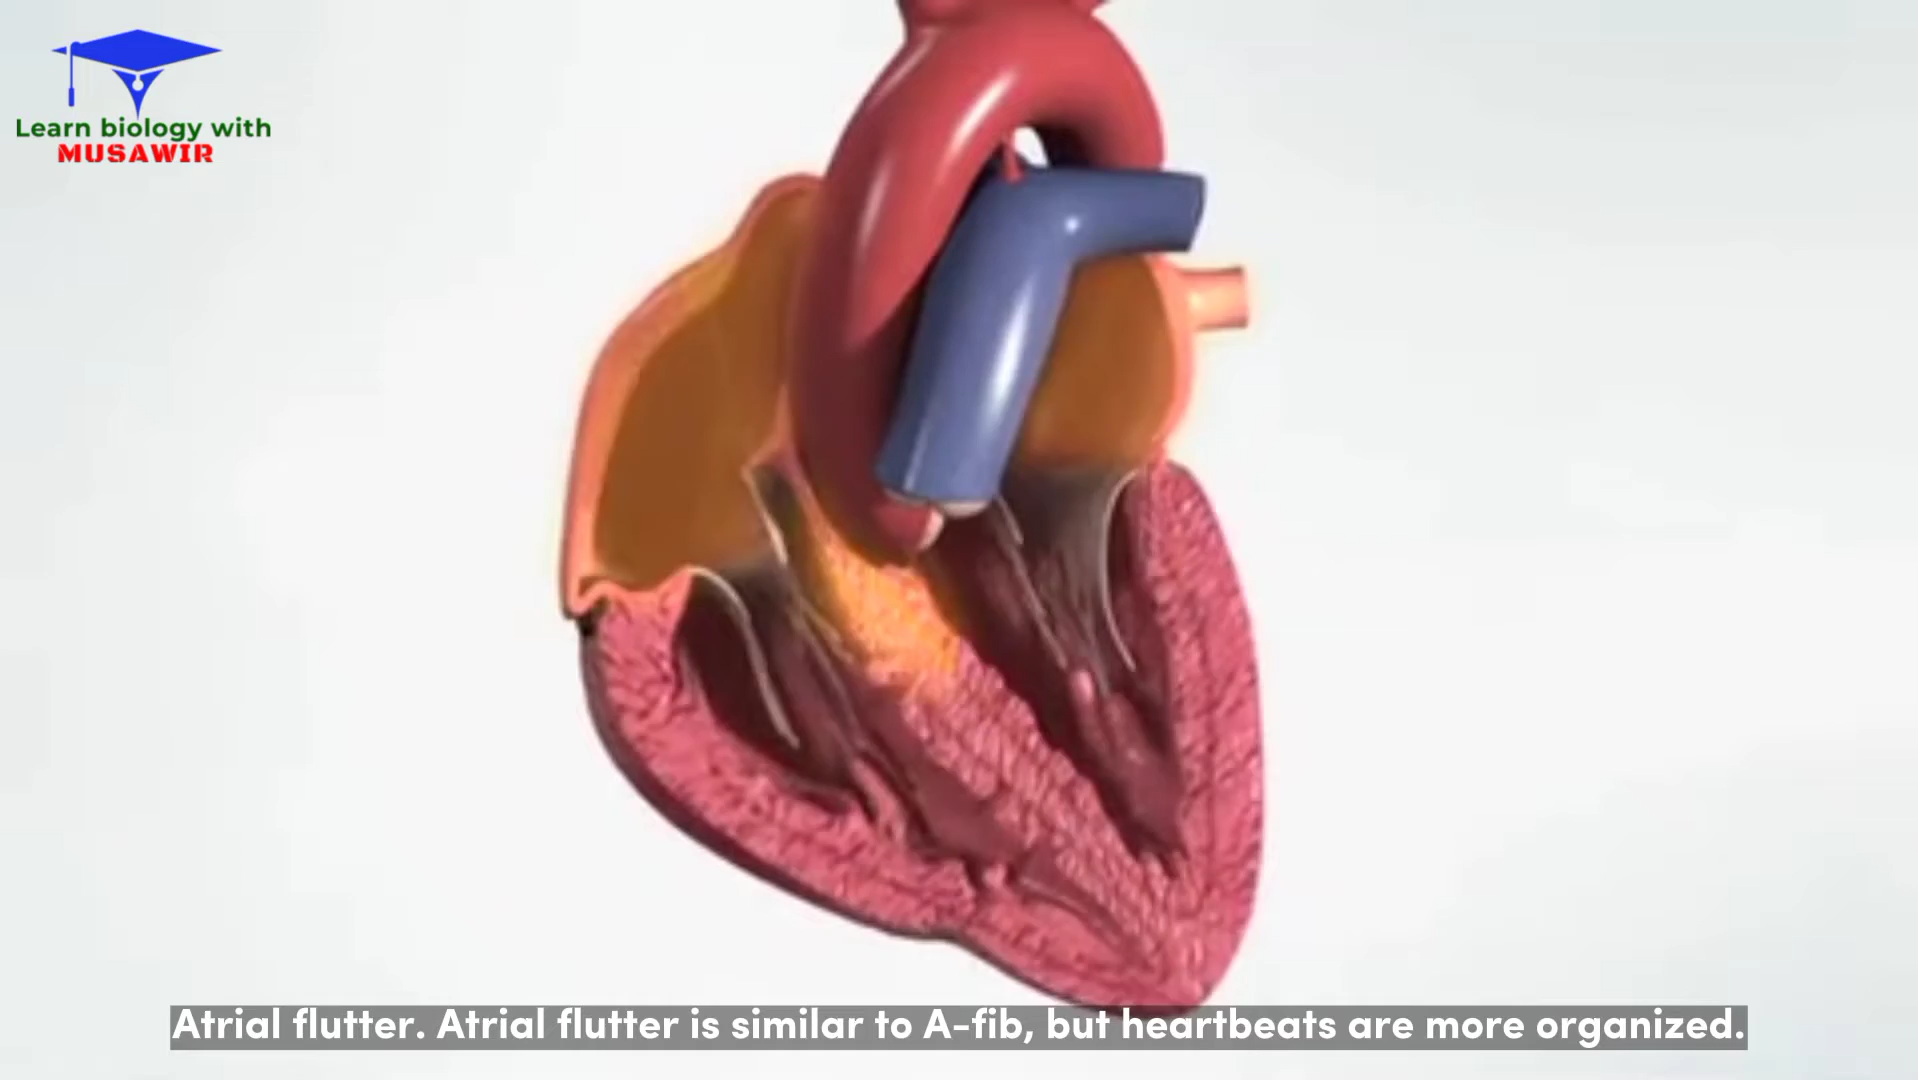 Learn biology with
MUSAWIR
Atrial flutter. Atrial flutter is similar to A-fib, but heartbeats are more organized.